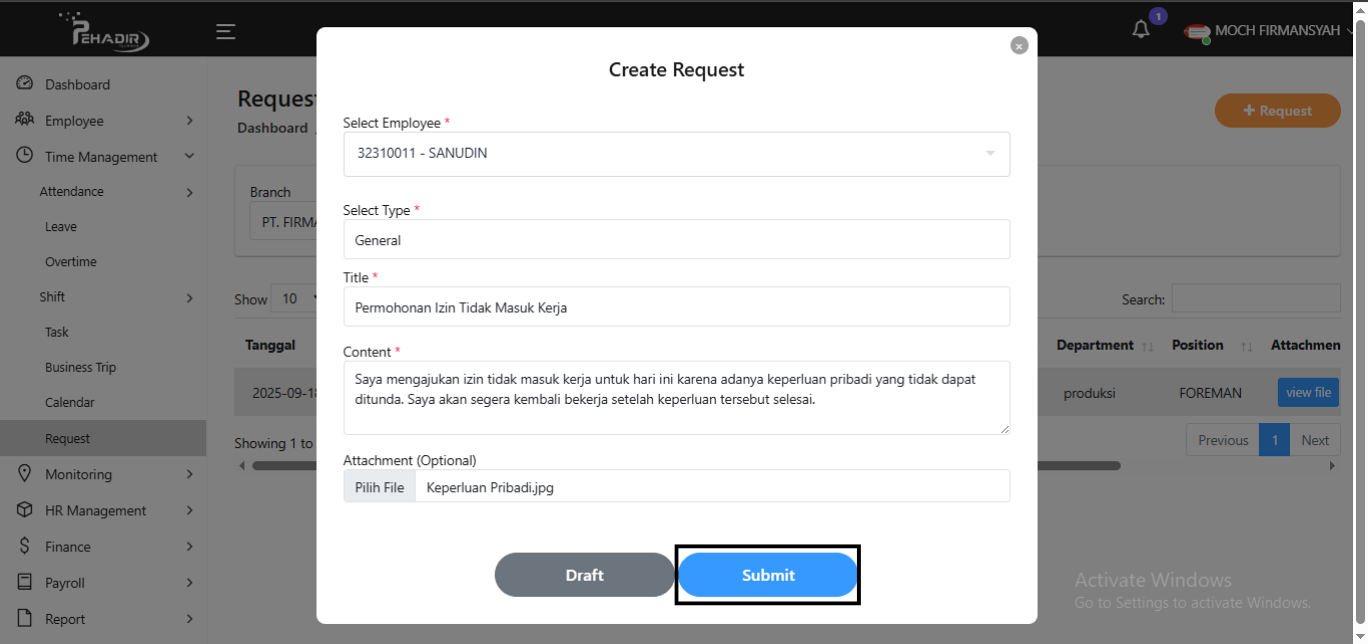 PEHADIR
1
MOCH FIRMANSYAH
Dashboard
Employee
Time Management
Attendance
Leave
Overtime
Shift
Task
Business Trip
Calendar
Request
Monitoring
HR Management
Finance
Payroll
Report
Request
Dashboard
+ Request
Branch
PT. FIRMA
Show 10
Search:
Tanggal
Department
Position
Attachmen
2025-09-18
produksi
FOREMAN
view file
Showing 1 to
Previous 1 Next
Create Request
Select Employee *
32310011 - SANUDIN
Select Type *
General
Title *
Permohonan Izin Tidak Masuk Kerja
Content *
Saya mengajukan izin tidak masuk kerja untuk hari ini karena adanya keperluan pribadi yang tidak dapat
ditunda. Saya akan segera kembali bekerja setelah keperluan tersebut selesai.
Attachment (Optional)
Pilih File Keperluan Pribadi.jpg
Draft
Submit
Activate Windows
Go to Settings to activate Windows.